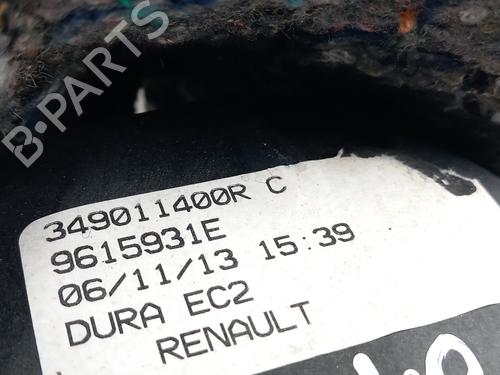 B-PARTS
349011400R C
9615931E
06/11/13 15:39
DURA EC2
RENAULT